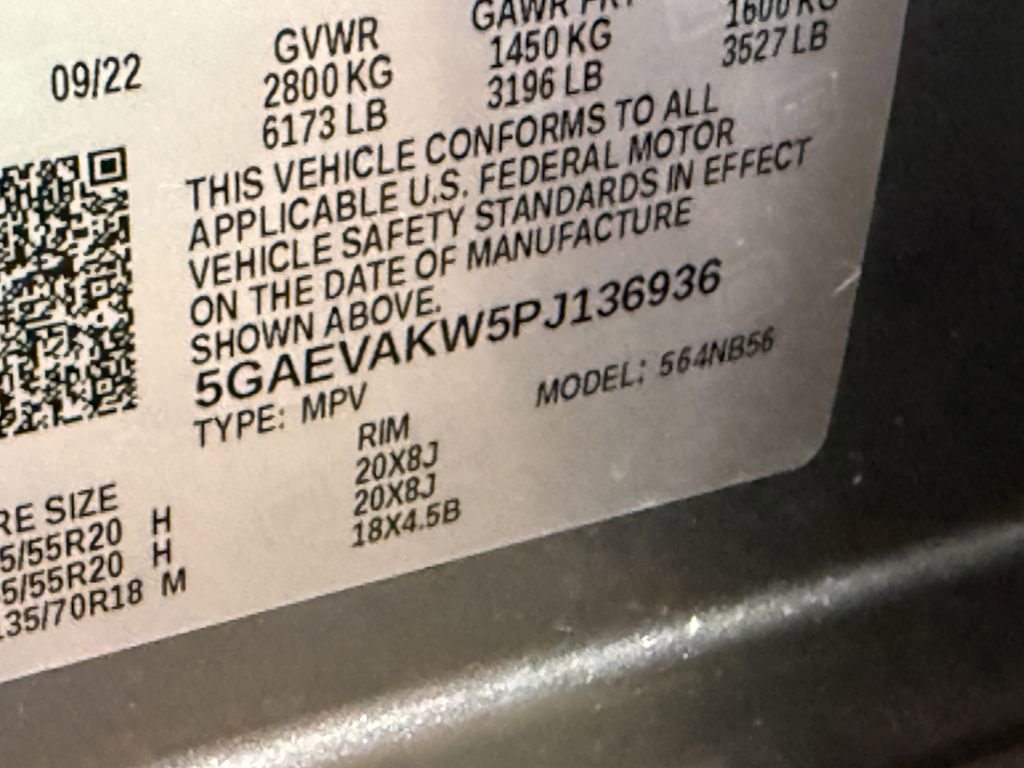 09/22
GVWR
2800 KG
6173 LB
GAWR FRT
1450 KG
3196 LB
1600 KG
3527 LB
THIS VEHICLE CONFORMS TO ALL
APPLICABLE U.S. FEDERAL MOTOR
VEHICLE SAFETY STANDARDS IN EFFECT
ON THE DATE OF MANUFACTURE
SHOWN ABOVE.
5GAEVAKW5PJ136936
TYPE: MPV
MODEL: 564NB56
RE SIZE
5/55R20 H
5/55R20 H
135/70R18 M
RIM
20X8J
20X8J
18X4.5B